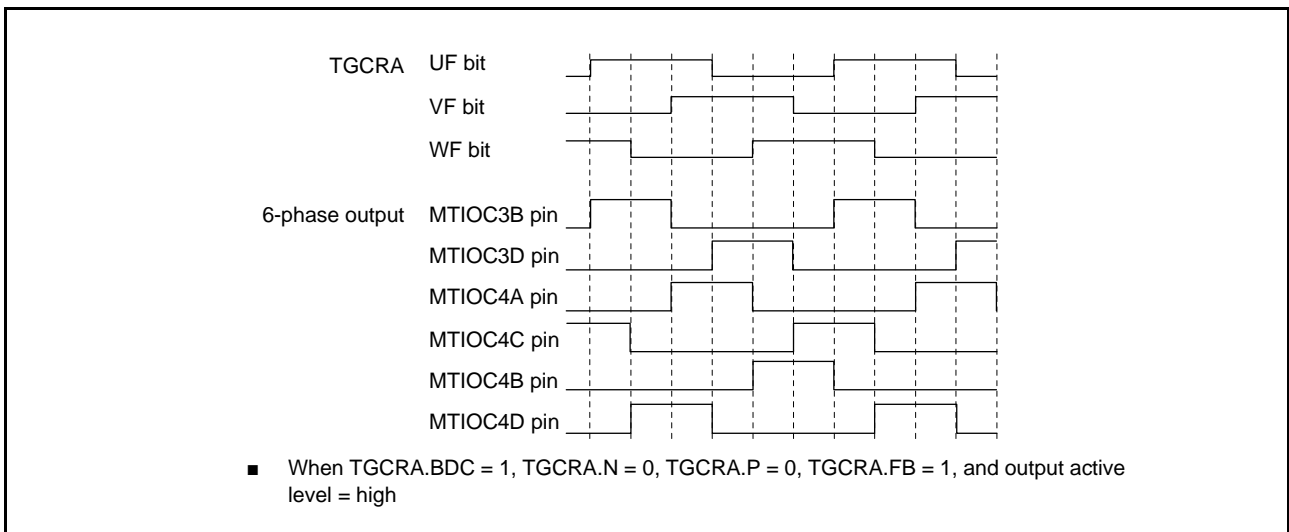 TGCRA UF bit
VF bit
WF bit
6-phase output MTIOC3B pin
MTIOC3D pin
MTIOC4A pin
MTIOC4C pin
MTIOC4B pin
MTIOC4D pin
■ When TGCRA.BDC = 1, TGCRA.N = 0, TGCRA.P = 0, TGCRA.FB = 1, and output active
level = high